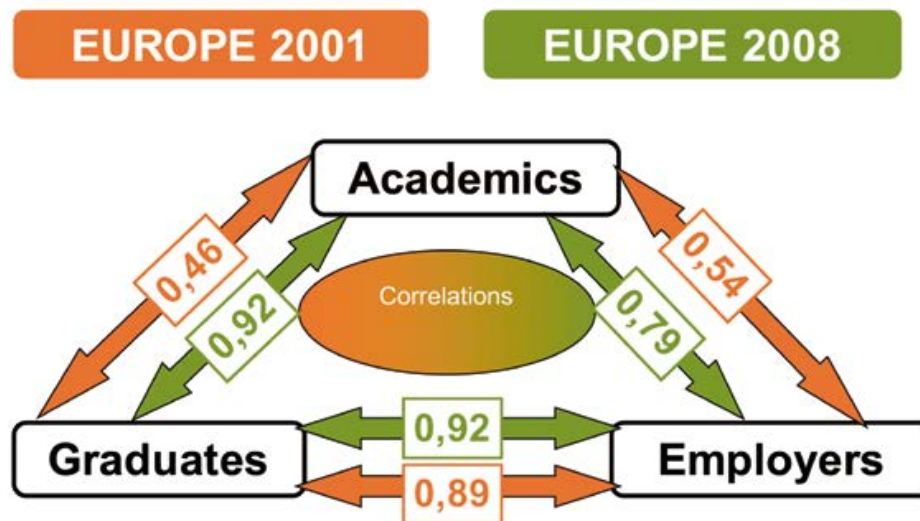 EUROPE 2001
EUROPE 2008
Academics
0,46
0,92
Correlations
0,79
0,54
Graduates
0,92
0,89
Employers